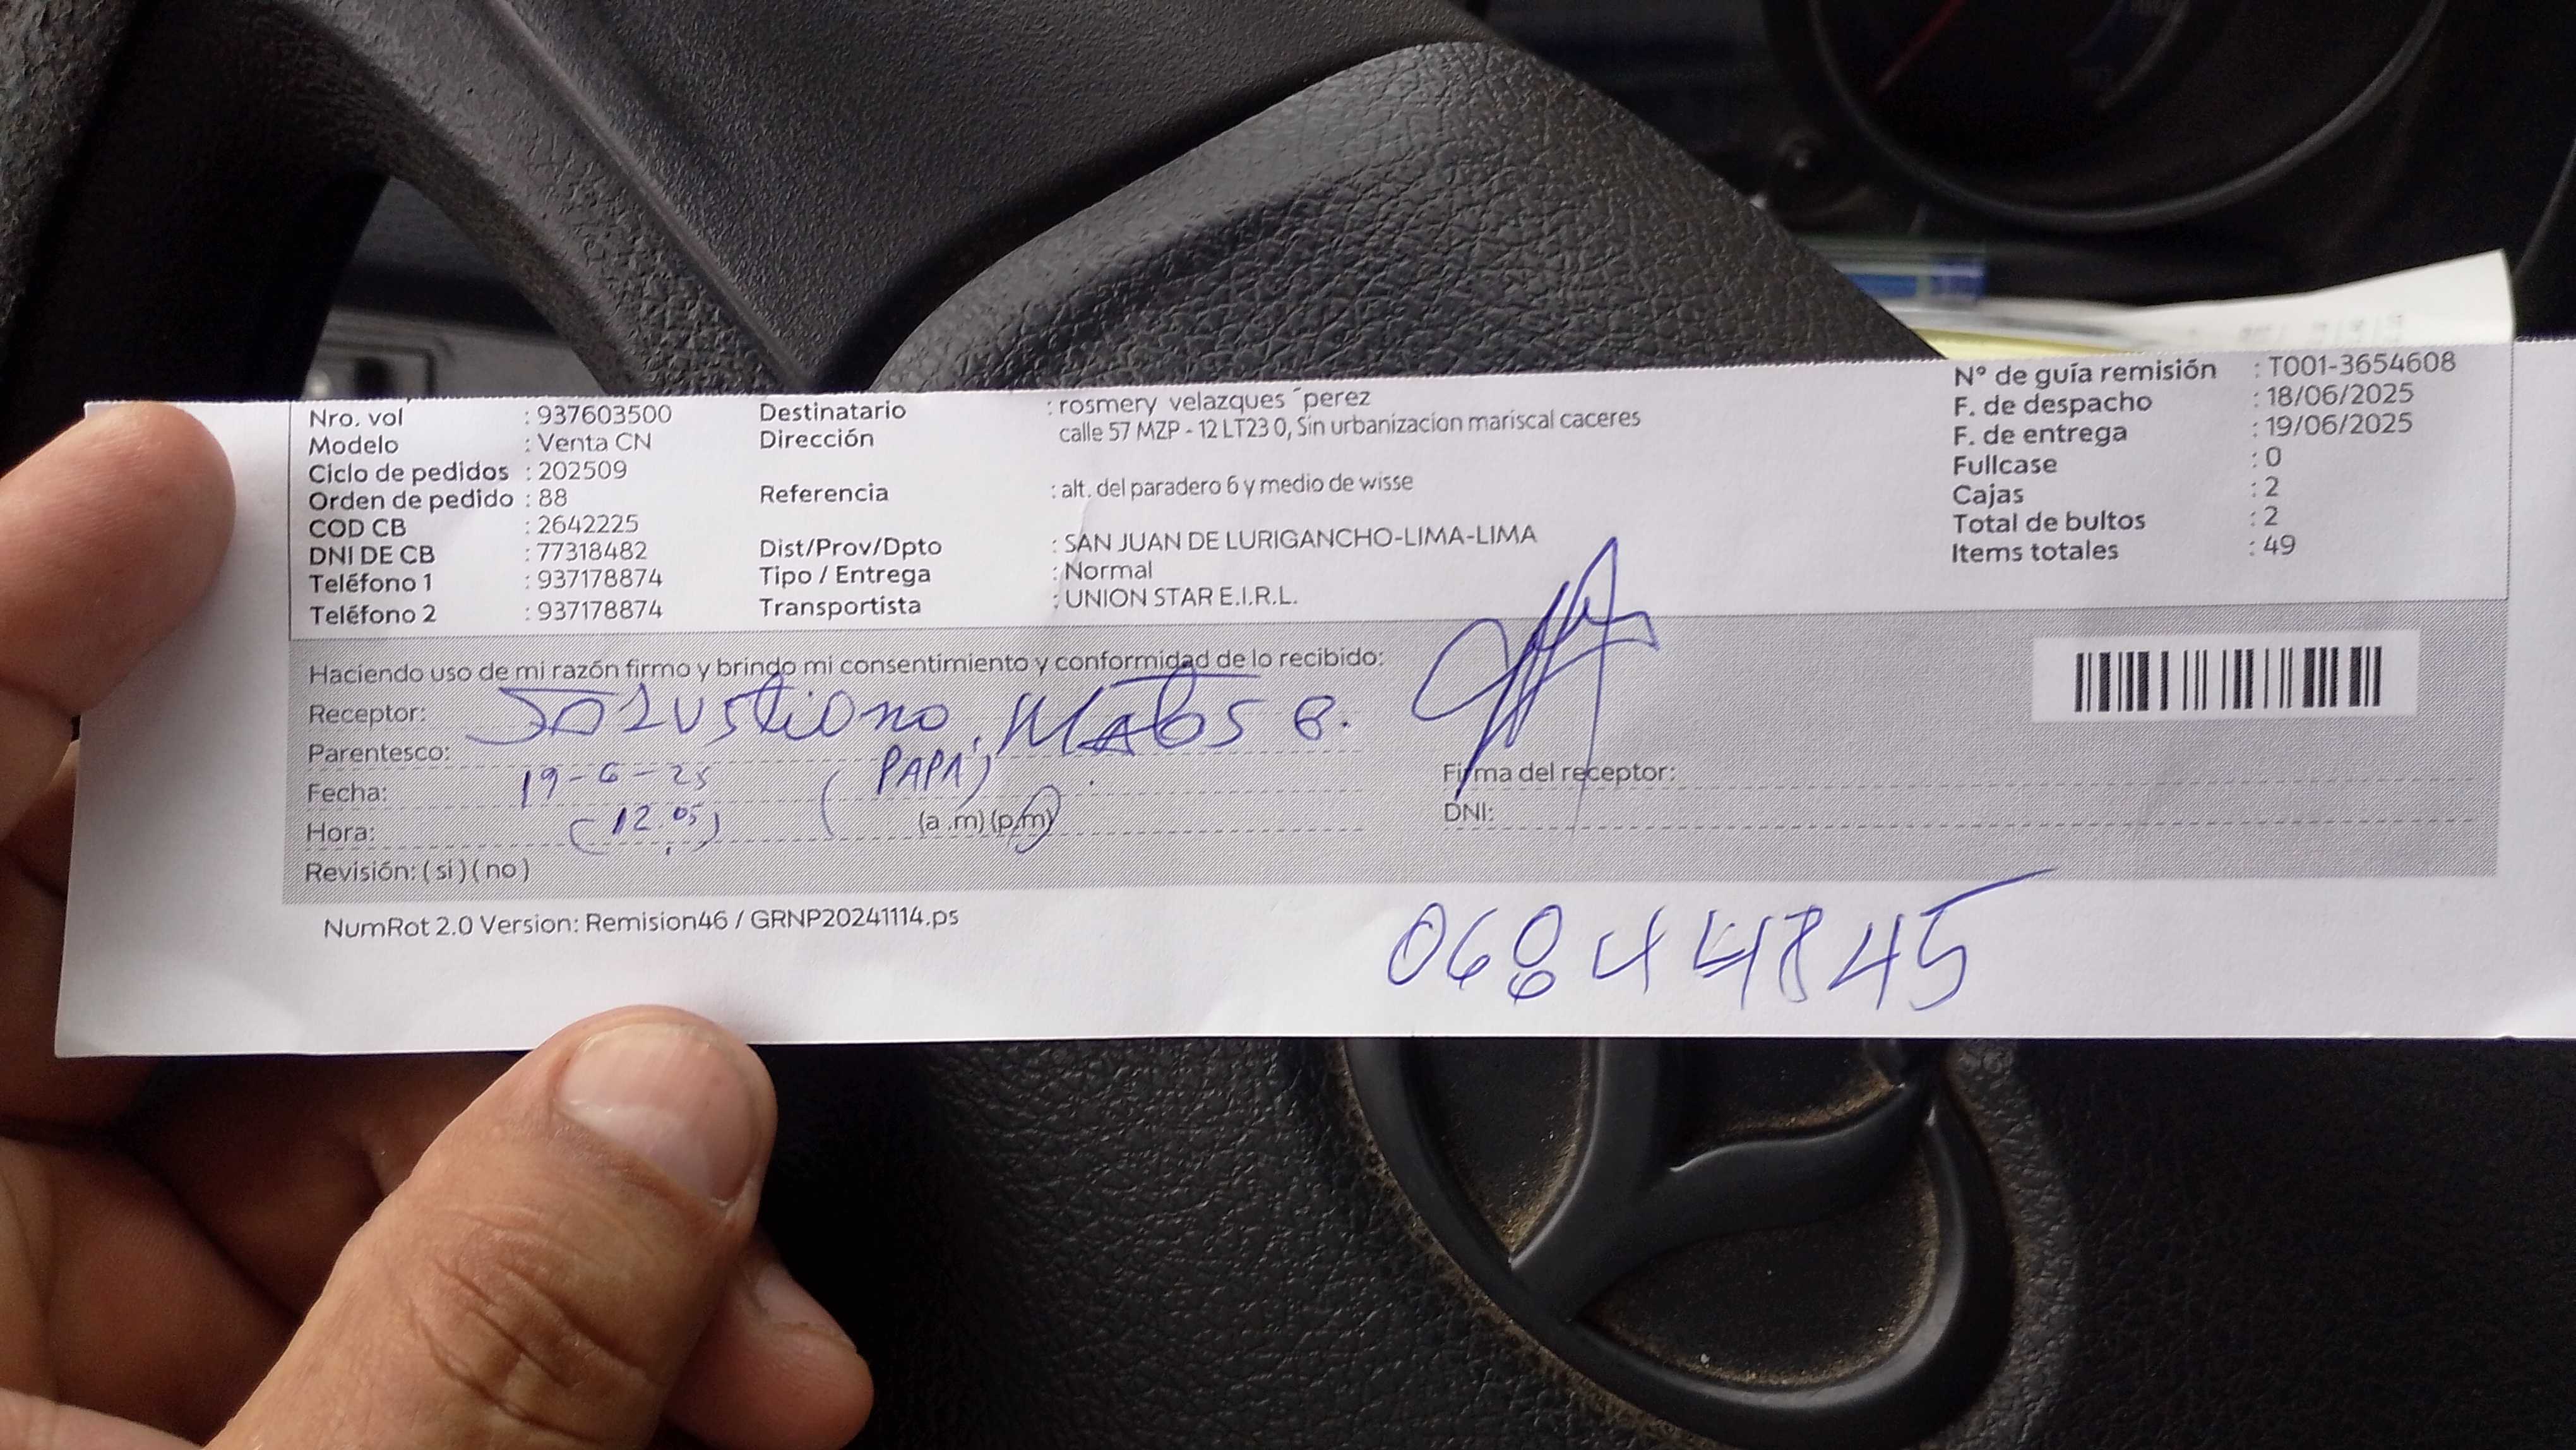 Nro. vol : 937603500
Modelo : Venta CN
Ciclo de pedidos : 202509
Orden de pedido : 88
COD CB : 2642225
DNI DE CB : 77318482
Teléfono 1 : 937178874
Teléfono 2 : 937178874
Destinatario : rosmery velazques ´perez
Dirección calle 57 MZP - 12 LT23 0, Sin urbanizacion mariscal caceres
Referencia : alt. del paradero 6 y medio de wisse
Dist/Prov/Dpto : SAN JUAN DE LURIGANCHO-LIMA-LIMA
Tipo / Entrega : Normal
Transportista : UNION STAR E.I.R.L.
N° de guía remisión : T001-3654608
F. de despacho : 18/06/2025
F. de entrega : 19/06/2025
Fullcase : 0
Cajas : 2
Total de bultos : 2
Items totales : 49
Haciendo uso de mi razón firmo y brindo mi consentimiento y conformidad de lo recibido:
Receptor: Salustiano Matos B.
Parentesco: (PAPÁ)
Fecha: 19-6-25
Hora: (12.05) (a.m) (p.m)
Revisión: ( si ) ( no )
Firma del receptor:
DNI:
NumRot 2.0 Version: Remision46 / GRNP20241114.ps